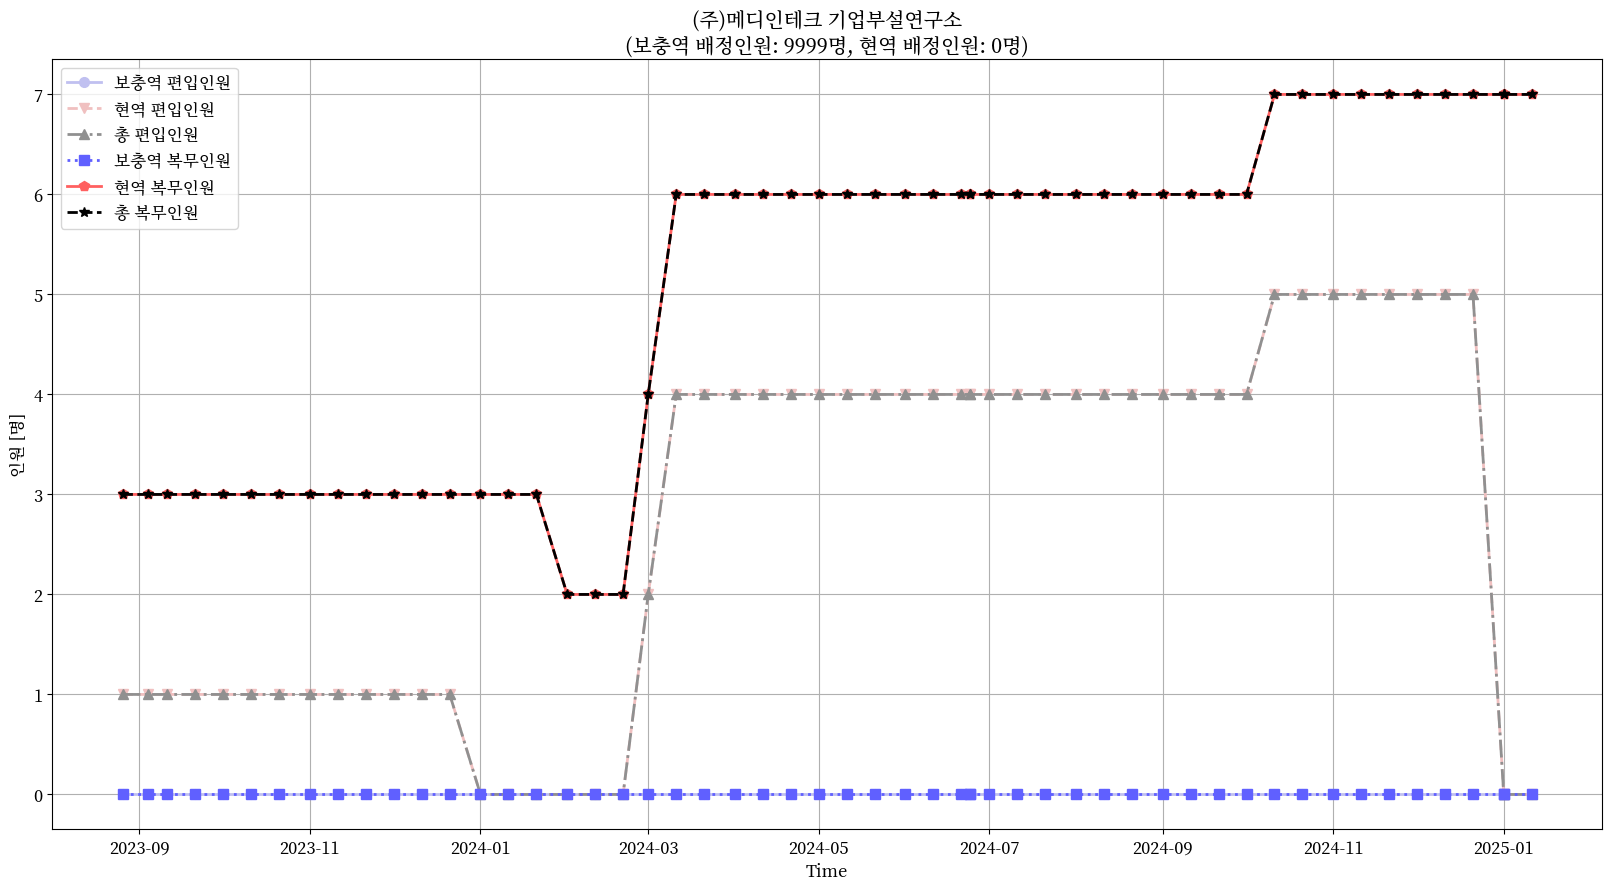 (주)메디인테크 기업부설연구소
(보충역 배정인원: 9999명, 현역 배정인원: 0명)
보충역 편입인원
현역 편입인원
총 편입인원
보충역 복무인원
현역 복무인원
총 복무인원
인원 [명]
7
6
5
4
3
2
1
0
2023-09
2023-11
2024-01
2024-03
2024-05
2024-07
2024-09
2024-11
2025-01
Time